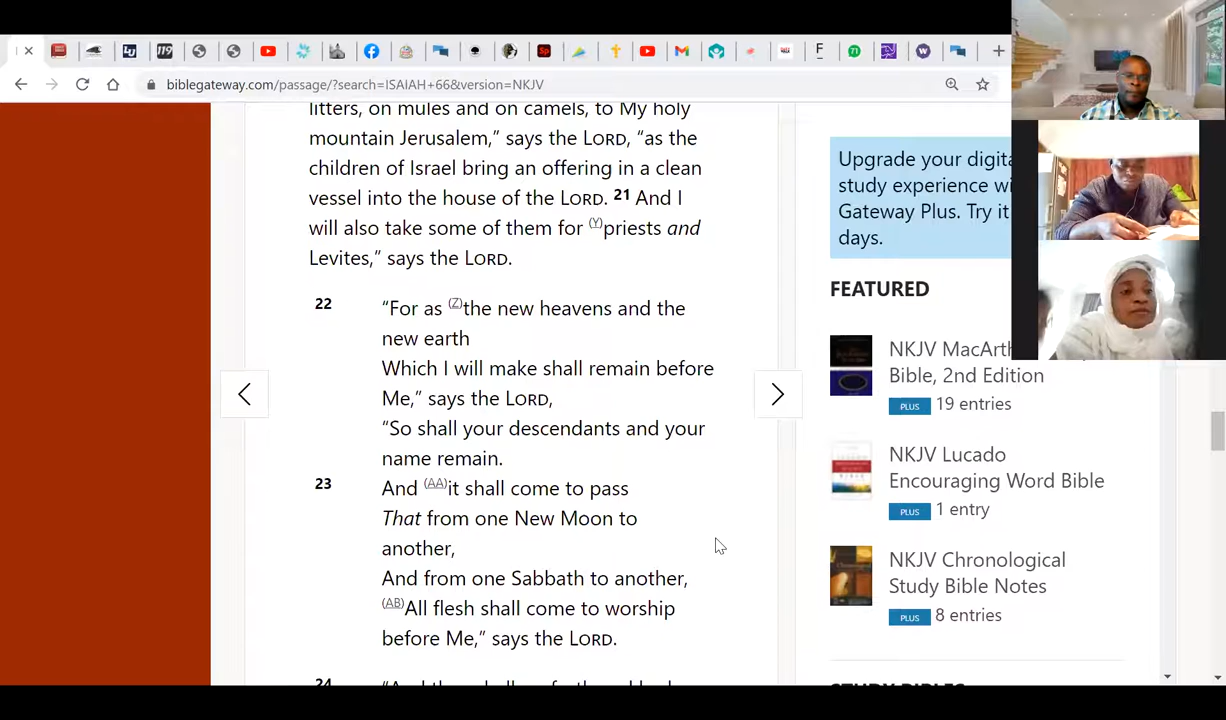 biblegateway.com/passage/?search=ISAIAH+66&version=NKJV
litters, on mules and on camels, to My holy
mountain Jerusalem,” says the LORD, “as the
children of Israel bring an offering in a clean
vessel into the house of the LORD. 21 And I
will also take some of them for (Y)priests and
Levites,” says the LORD.
22 “For as (Z)the new heavens and the
new earth
Which I will make shall remain before
Me,” says the LORD,
“So shall your descendants and your
name remain.
23 And (AA)it shall come to pass
That from one New Moon to
another,
And from one Sabbath to another,
(AB)All flesh shall come to worship
before Me,” says the LORD.
24
Upgrade your digita
study experience wi
Gateway Plus. Try it
days.
FEATURED
NKJV MacArth
Bible, 2nd Edition
PLUS 19 entries
NKJV Lucado
Encouraging Word Bible
PLUS 1 entry
NKJV Chronological
Study Bible Notes
PLUS 8 entries